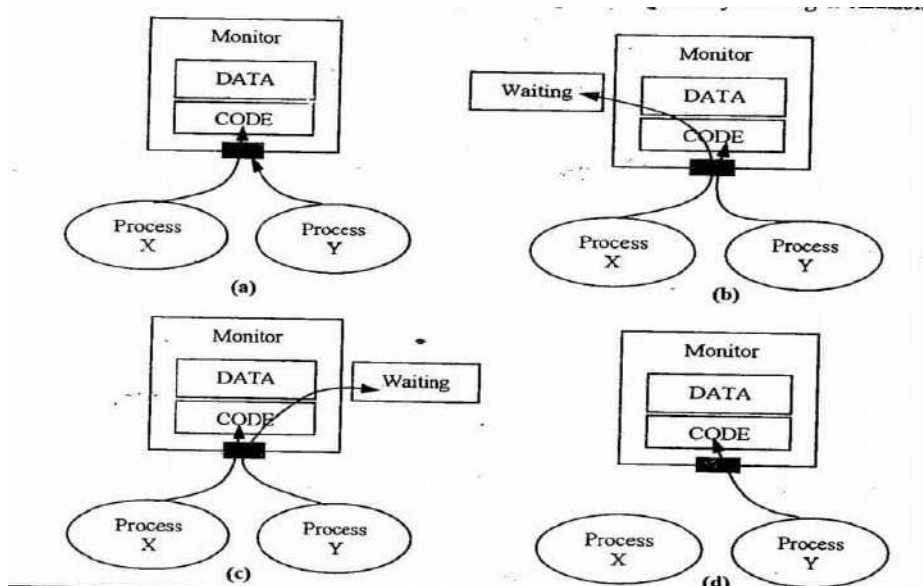 Monitor
DATA
CODE
Process
X
Process
Y
(a)
Monitor
Waiting
DATA
CODE
Process
X
Process
Y
(b)
Monitor
DATA
Waiting
CODE
Process
X
Process
Y
(c)
Monitor
DATA
CODE
Process
X
Process
Y
(d)